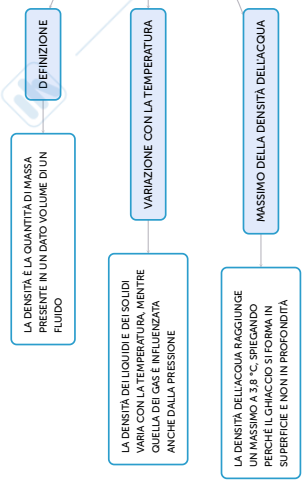 DEFINIZIONE
LA DENSITÀ È LA QUANTITÀ DI MASSA
PRESENTE IN UN DATO VOLUME DI UN
FLUIDO
VARIAZIONE CON LA TEMPERATURA
LA DENSITÀ DEI LIQUIDI E DEI SOLIDI
VARIA CON LA TEMPERATURA, MENTRE
QUELLA DEI GAS È INFLUENZATA
ANCHE DALLA PRESSIONE
MASSIMO DELLA DENSITÀ DELL'ACQUA
LA DENSITÀ DELL'ACQUA RAGGIUNGE
UN MASSIMO A 3,8 °C, SPIEGANDO
PERCHÉ IL GHIACCIO SI FORMA IN
SUPERFICIE E NON IN PROFONDITÀ